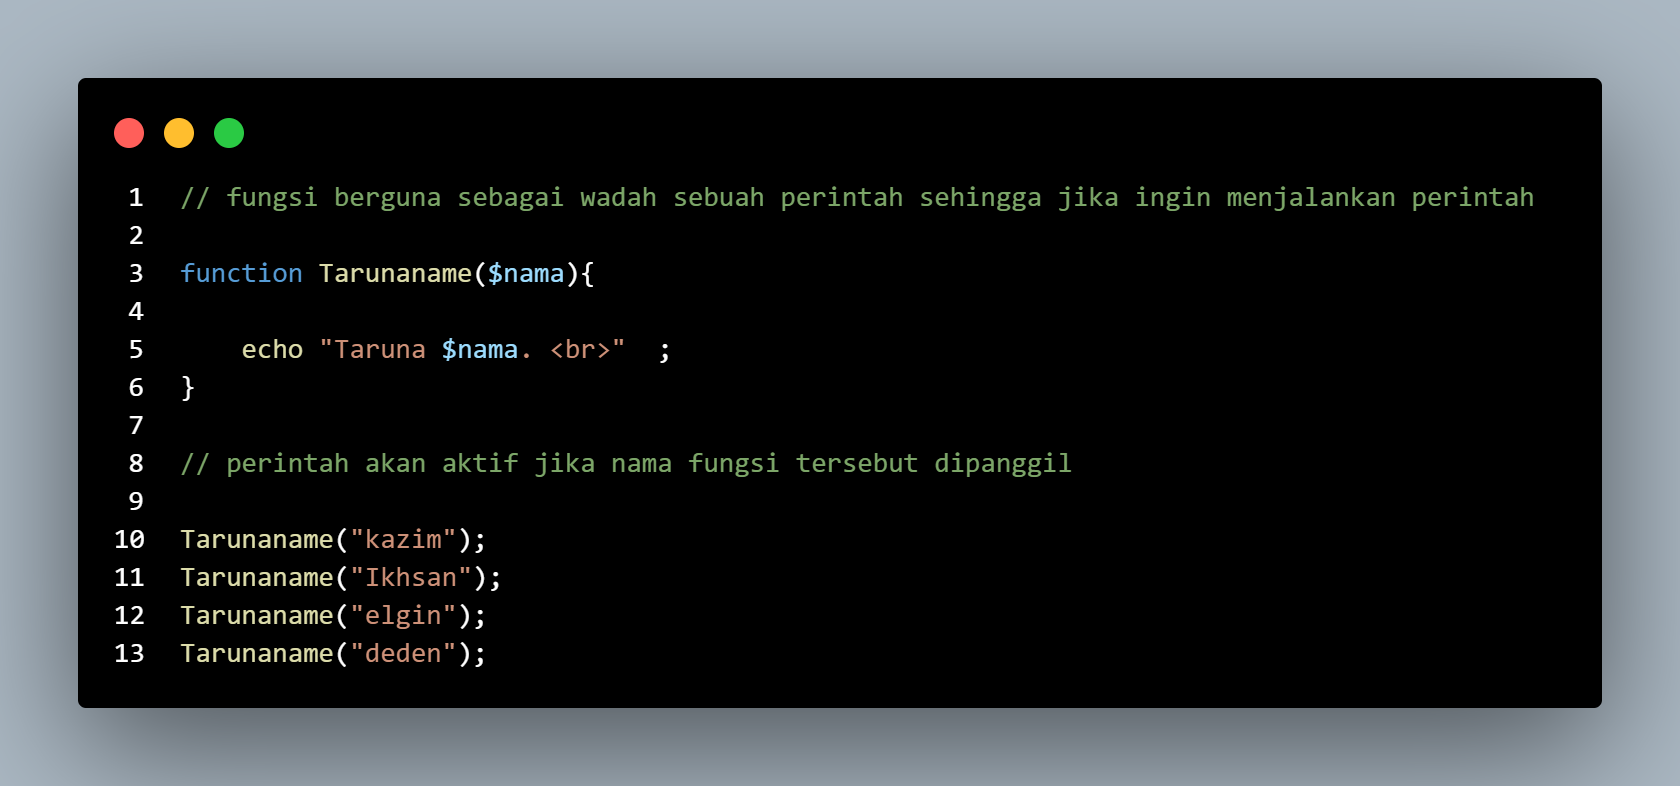 1 // fungsi berguna sebagai wadah sebuah perintah sehingga jika ingin menjalankan perintah
2
3 function Tarunaname($nama){
4
5     echo "Taruna $nama. <br>"  ;
6 }
7
8 // perintah akan aktif jika nama fungsi tersebut dipanggil
9
10 Tarunaname("kazim");
11 Tarunaname("Ikhsan");
12 Tarunaname("elgin");
13 Tarunaname("deden");